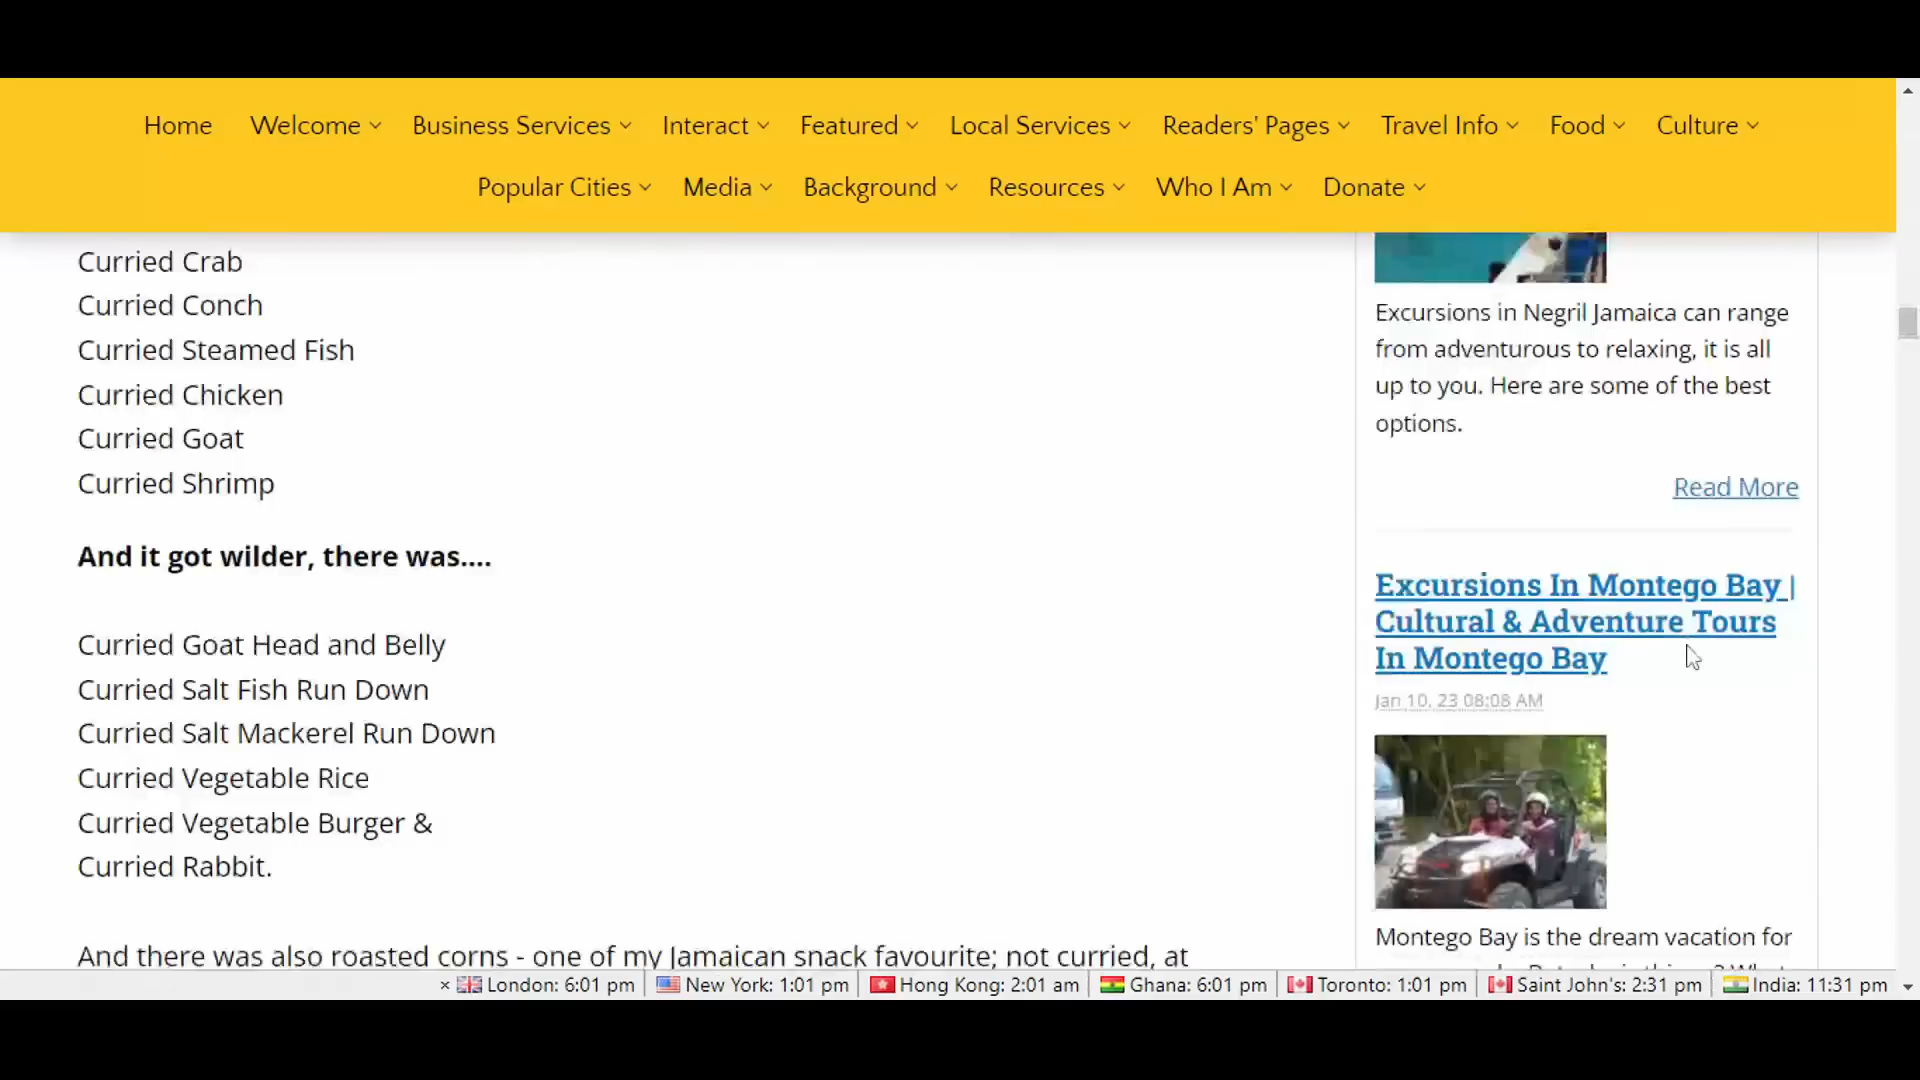 Home Welcome Business Services Interact Featured Local Services Readers' Pages Travel Info Food Culture
Popular Cities Media Background Resources Who I Am Donate
Curried Crab
Curried Conch
Curried Steamed Fish
Curried Chicken
Curried Goat
Curried Shrimp
And it got wilder, there was....
Curried Goat Head and Belly
Curried Salt Fish Run Down
Curried Salt Mackerel Run Down
Curried Vegetable Rice
Curried Vegetable Burger &
Curried Rabbit.
And there was also roasted corns - one of my Jamaican snack favourite; not curried, at
Excursions in Negril Jamaica can range
from adventurous to relaxing, it is all
up to you. Here are some of the best
options.
Read More
Excursions In Montego Bay |
Cultural & Adventure Tours
In Montego Bay
Jan 10, 23 08:08 AM
Montego Bay is the dream vacation for
× London: 6:01 pm New York: 1:01 pm Hong Kong: 2:01 am Ghana: 6:01 pm Toronto: 1:01 pm Saint John's: 2:31 pm India: 11:31 pm